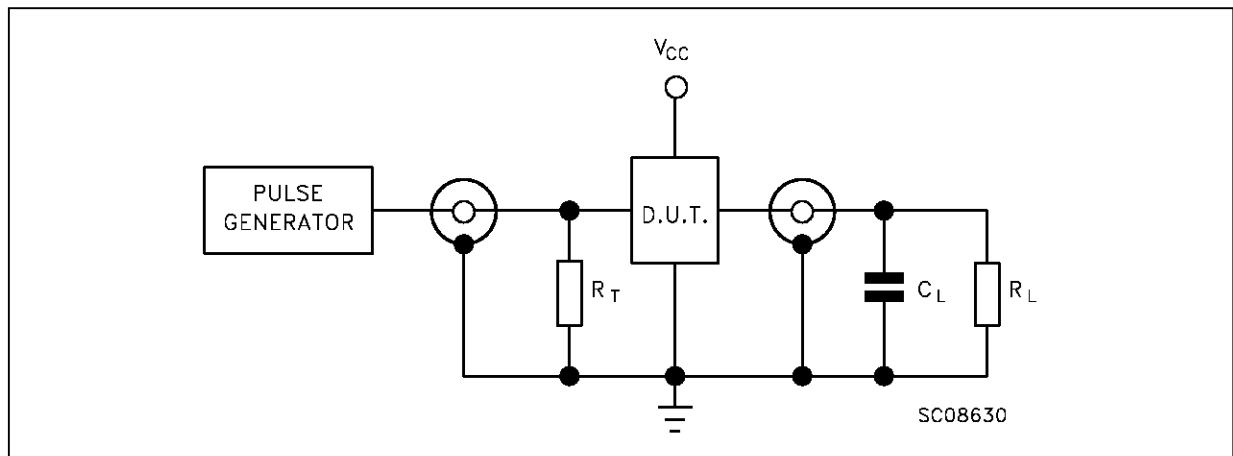 VCC
PULSE
GENERATOR
D.U.T.
RT
CL
RL
SC08630